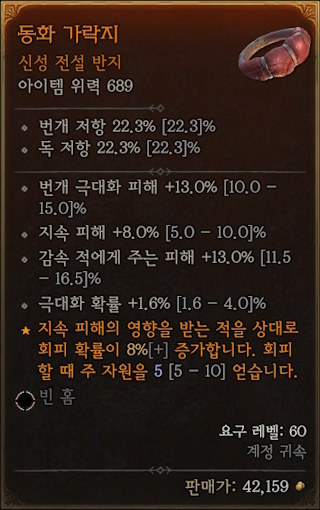 동화 가락지
신성 전설 반지
아이템 위력 689
번개 저항 22.3% [22.3]%
독 저항 22.3% [22.3]%
번개 극대화 피해 +13.0% [10.0 –
15.0]%
지속 피해 +8.0% [5.0 – 10.0]%
감속 적에게 주는 피해 +13.0% [11.5
– 16.5]%
극대화 확률 +1.6% [1.6 – 4.0]%
지속 피해의 영향을 받는 적을 상대로
회피 확률이 8%[+] 증가합니다. 회피
할 때 주 자원을 5 [5 – 10] 얻습니다.
빈 홈
요구 레벨: 60
계정 귀속
판매가: 42,159